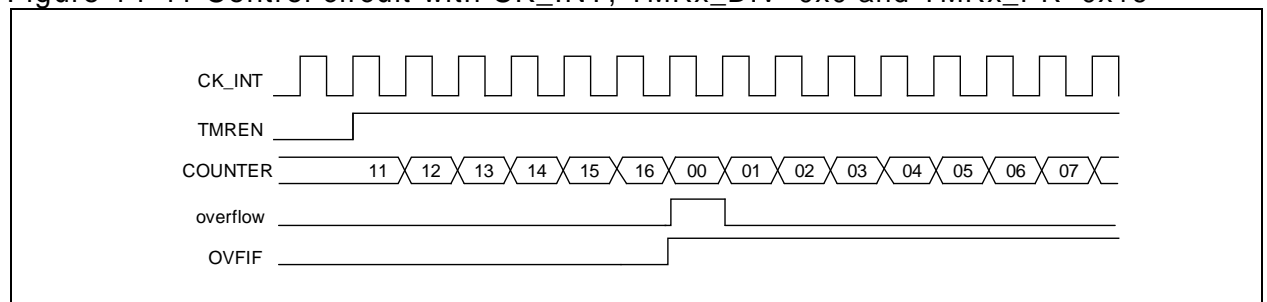 CK_INT
TMREN
COUNTER 11 12 13 14 15 16 00 01 02 03 04 05 06 07
overflow
OVFIF